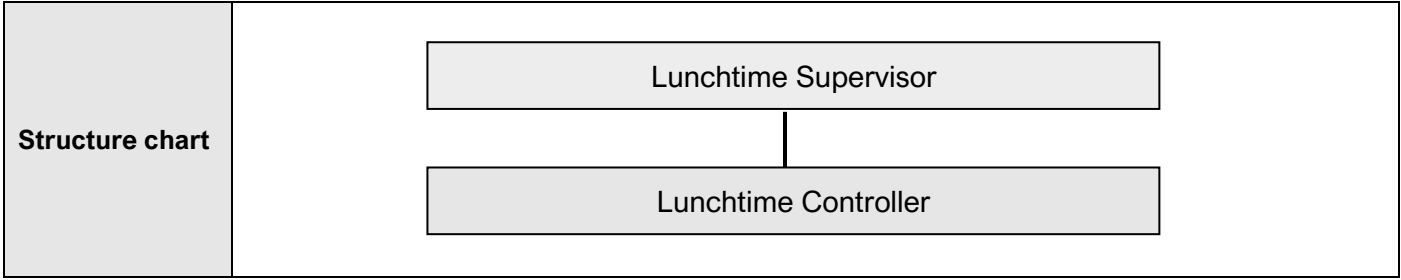 Structure chart
Lunchtime Supervisor
Lunchtime Controller